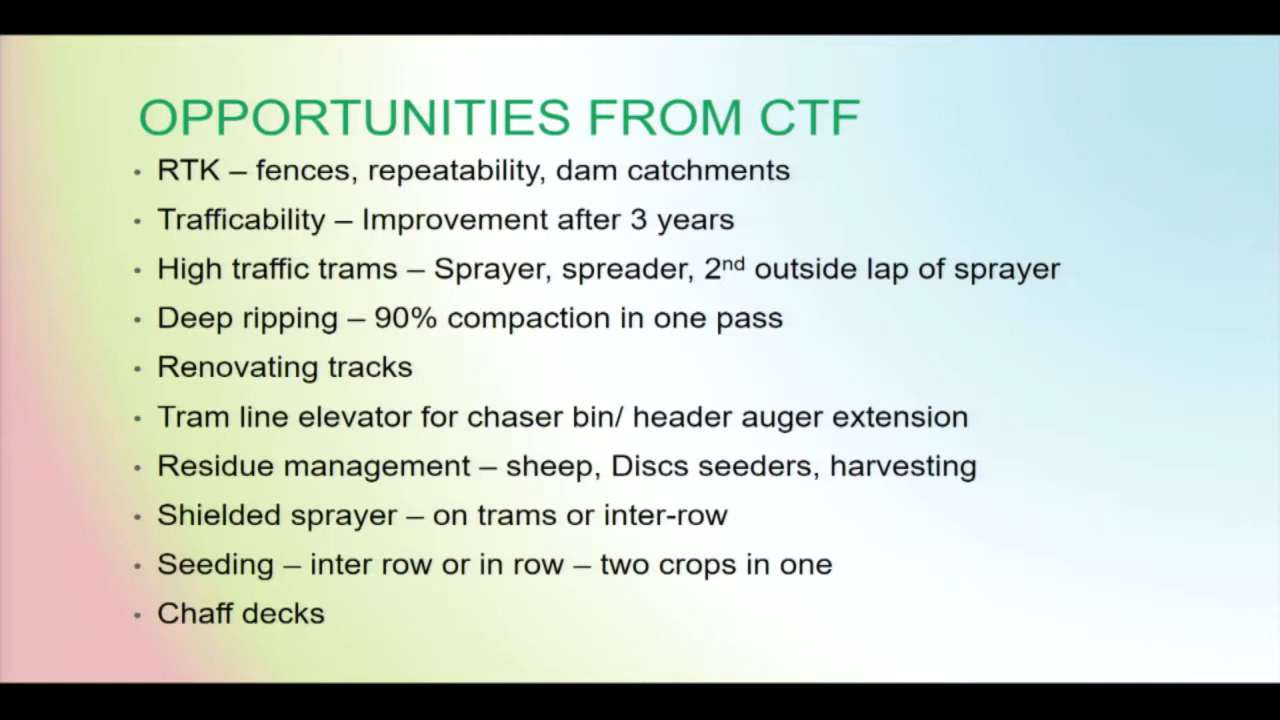 OPPORTUNITIES FROM CTF
• RTK – fences, repeatability, dam catchments
• Trafficability – Improvement after 3 years
• High traffic trams – Sprayer, spreader, 2nd outside lap of sprayer
• Deep ripping – 90% compaction in one pass
• Renovating tracks
• Tram line elevator for chaser bin/ header auger extension
• Residue management – sheep, Discs seeders, harvesting
• Shielded sprayer – on trams or inter-row
• Seeding – inter row or in row – two crops in one
• Chaff decks